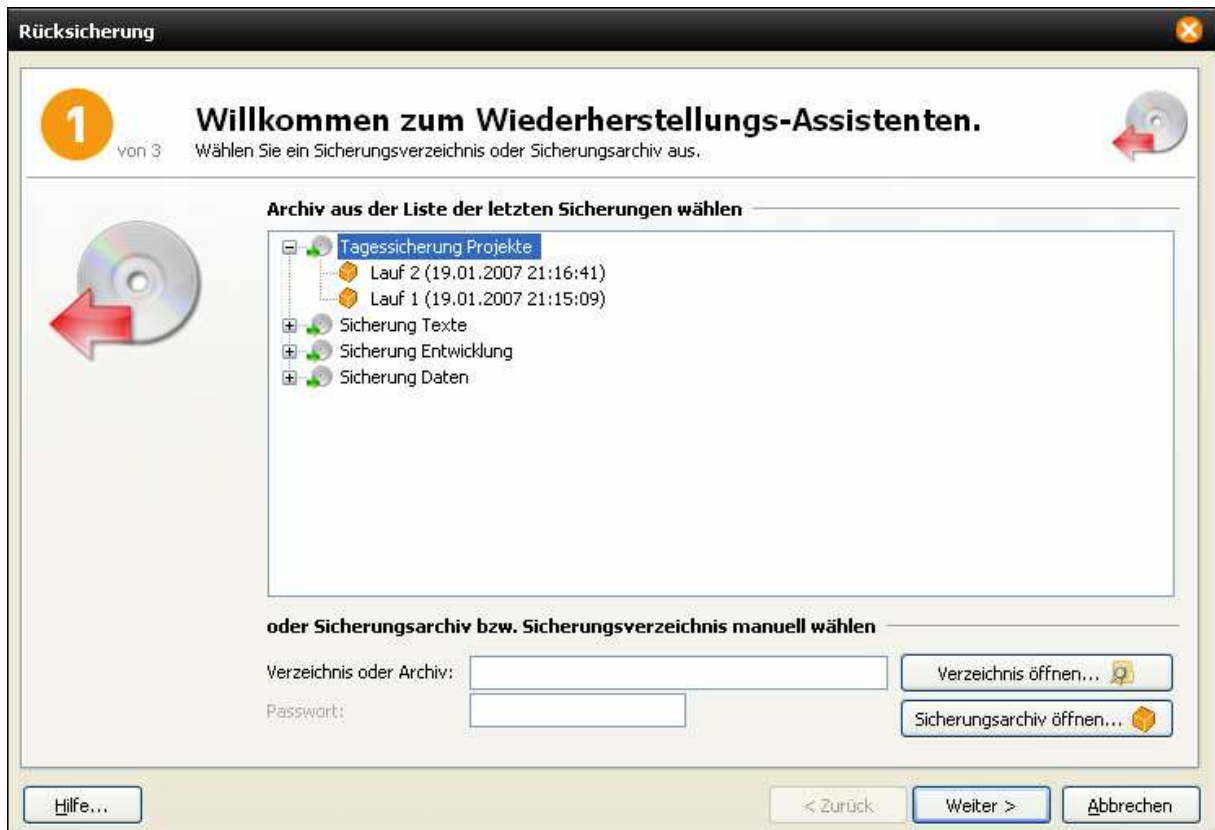 Rücksicherung
1
von 3
Willkommen zum Wiederherstellungs-Assistenten.
Wählen Sie ein Sicherungsverzeichnis oder Sicherungsarchiv aus.
Archiv aus der Liste der letzten Sicherungen wählen
Tagessicherung Projekte
Lauf 2 (19.01.2007 21:16:41)
Lauf 1 (19.01.2007 21:15:09)
Sicherung Texte
Sicherung Entwicklung
Sicherung Daten
oder Sicherungsarchiv bzw. Sicherungsverzeichnis manuell wählen
Verzeichnis oder Archiv:
Verzeichnis öffnen...
Passwort:
Sicherungsarchiv öffnen...
Hilfe...
< Zurück
Weiter >
Abbrechen